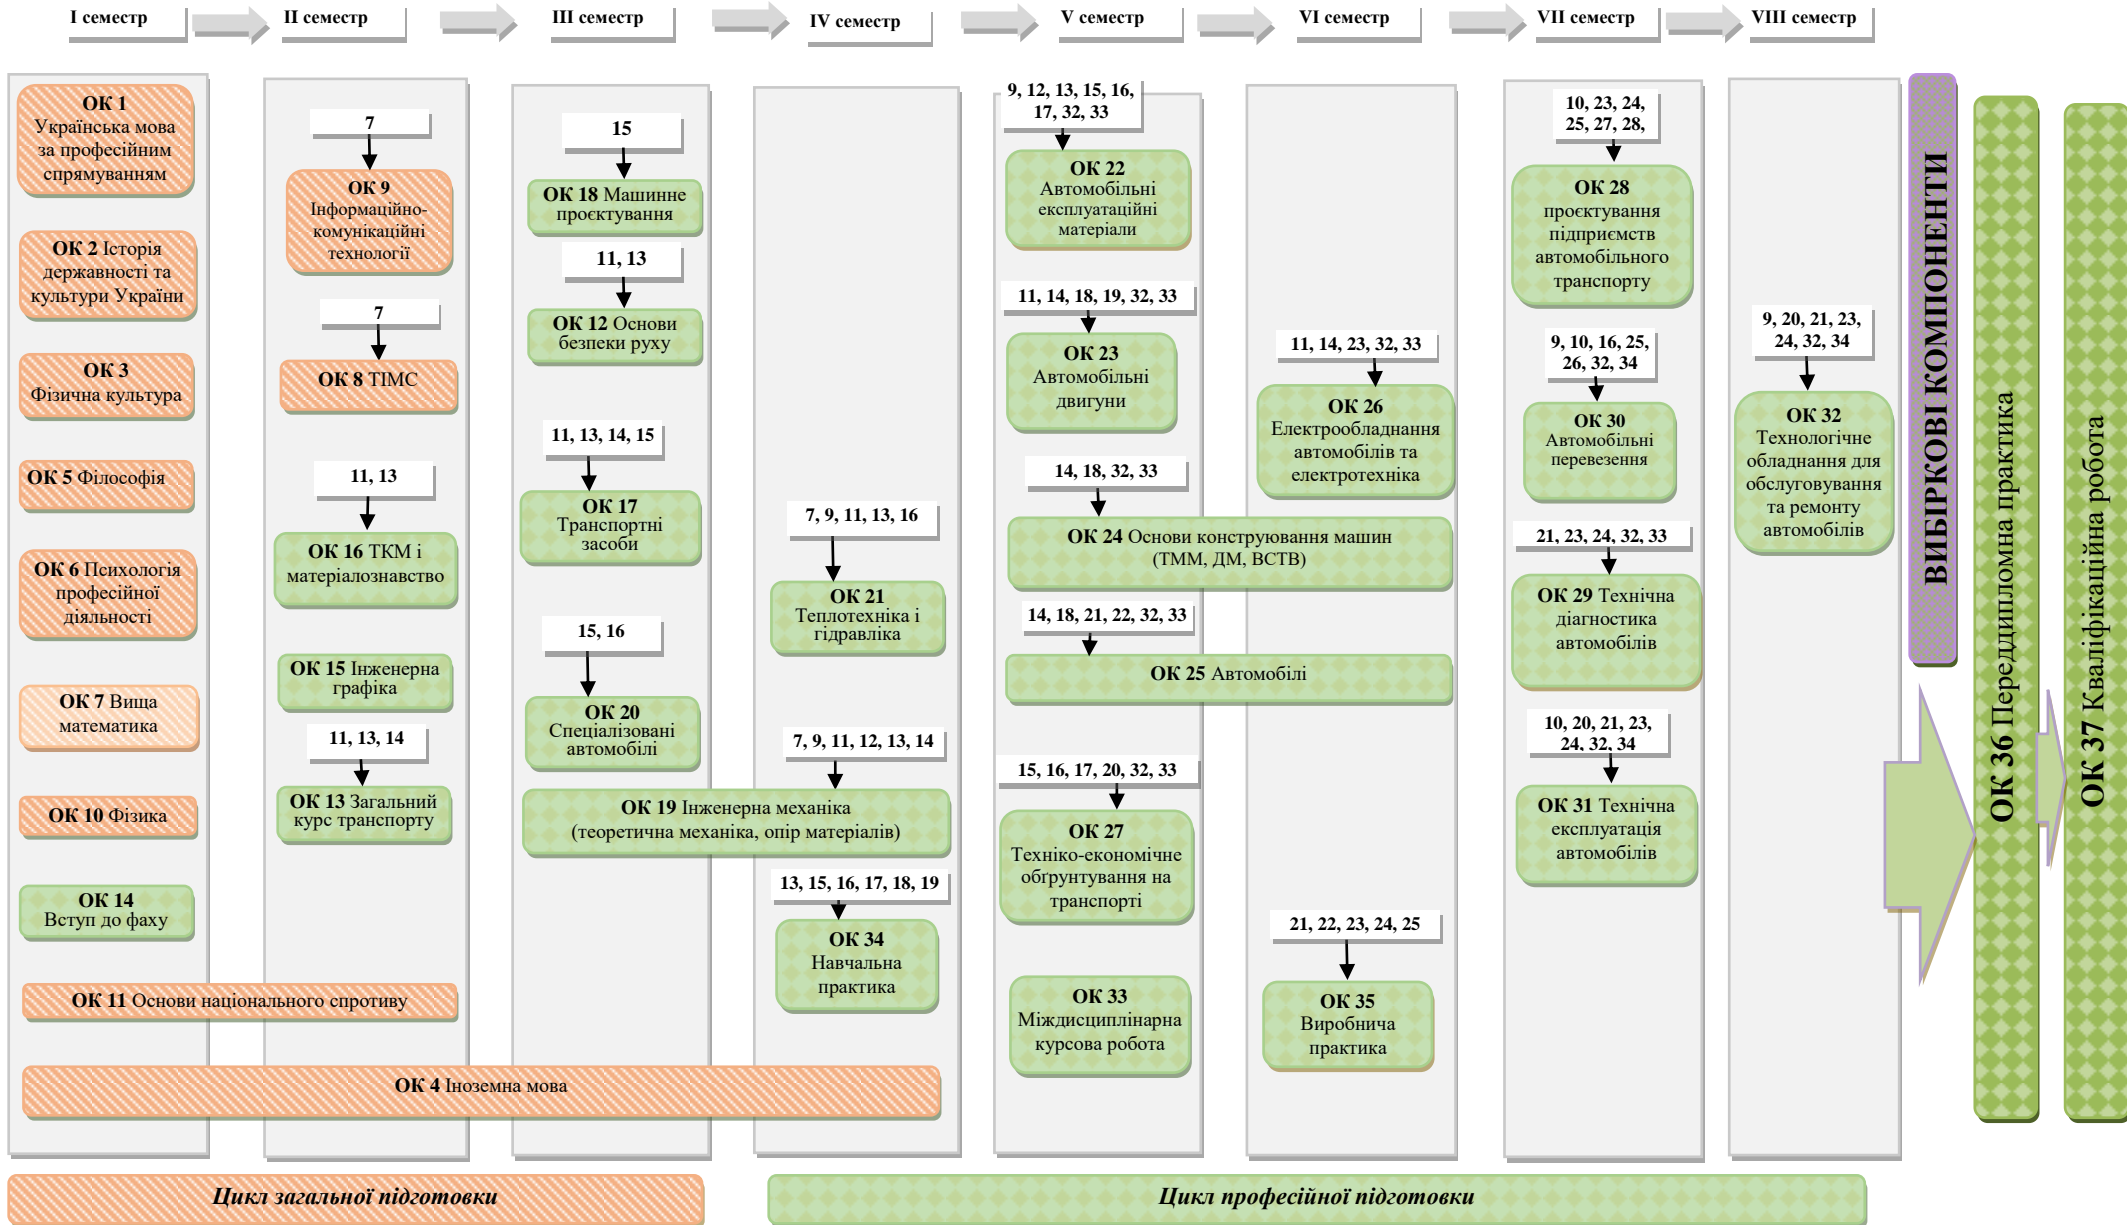 I семестр
II семестр
III семестр
IV семестр
V семестр
VI семестр
VII семестр
VIII семестр
ОК 1
Українська мова
за професійним
спрямуванням
ОК 2 Історія
державності та
культури України
ОК 3
Фізична культура
ОК 5 Філософія
ОК 6 Психологія
професійної
діяльності
ОК 7 Вища
математика
ОК 10 Фізика
ОК 14
Вступ до фаху
ОК 11 Основи національного спротиву
ОК 4 Іноземна мова
7
ОК 9
Інформаційно-
комунікаційні
технології
7
ОК 8 ТІМС
11, 13
ОК 16 ТКМ і
матеріалознавство
ОК 15 Інженерна
графіка
11, 13, 14
ОК 13 Загальний
курс транспорту
15
ОК 18 Машинне
проєктування
11, 13
ОК 12 Основи
безпеки руху
11, 13, 14, 15
ОК 17
Транспортні
засоби
15, 16
ОК 20
Спеціалізовані
автомобілі
7, 9, 11, 13, 16
ОК 21
Теплотехніка і
гідравліка
7, 9, 11, 12, 13, 14
ОК 19 Інженерна механіка
(теоретична механіка, опір матеріалів)
13, 15, 16, 17, 18, 19
ОК 34
Навчальна
практика
9, 12, 13, 15, 16,
17, 32, 33
ОК 22
Автомобільні
експлуатаційні
матеріали
11, 14, 18, 19, 32, 33
ОК 23
Автомобільні
двигуни
14, 18, 32, 33
ОК 24 Основи конструювання машин
(ТММ, ДМ, ВСТВ)
14, 18, 21, 22, 32, 33
ОК 25 Автомобілі
15, 16, 17, 20, 32, 33
ОК 27
Техніко-економічне
обґрунтування на
транспорті
ОК 33
Міждисциплінарна
курсова робота
11, 14, 23, 32, 33
ОК 26
Електрообладнання
автомобілів та
електротехніка
21, 22, 23, 24, 25
ОК 35
Виробнича
практика
10, 23, 24,
25, 27, 28,
ОК 28
проєктування
підприємств
автомобільного
транспорту
9, 10, 16, 25,
26, 32, 34
ОК 30
Автомобільні
перевезення
21, 23, 24, 32, 33
ОК 29 Технічна
діагностика
автомобілів
10, 20, 21, 23,
24, 32, 34
ОК 31 Технічна
експлуатація
автомобілів
9, 20, 21, 23,
24, 32, 34
ОК 32
Технологічне
обладнання для
обслуговування
та ремонту
автомобілів
ВИБІРКОВІ КОМПОНЕНТИ
ОК 36 Переддипломна практика
ОК 37 Кваліфікаційна робота
Цикл загальної підготовки
Цикл професійної підготовки